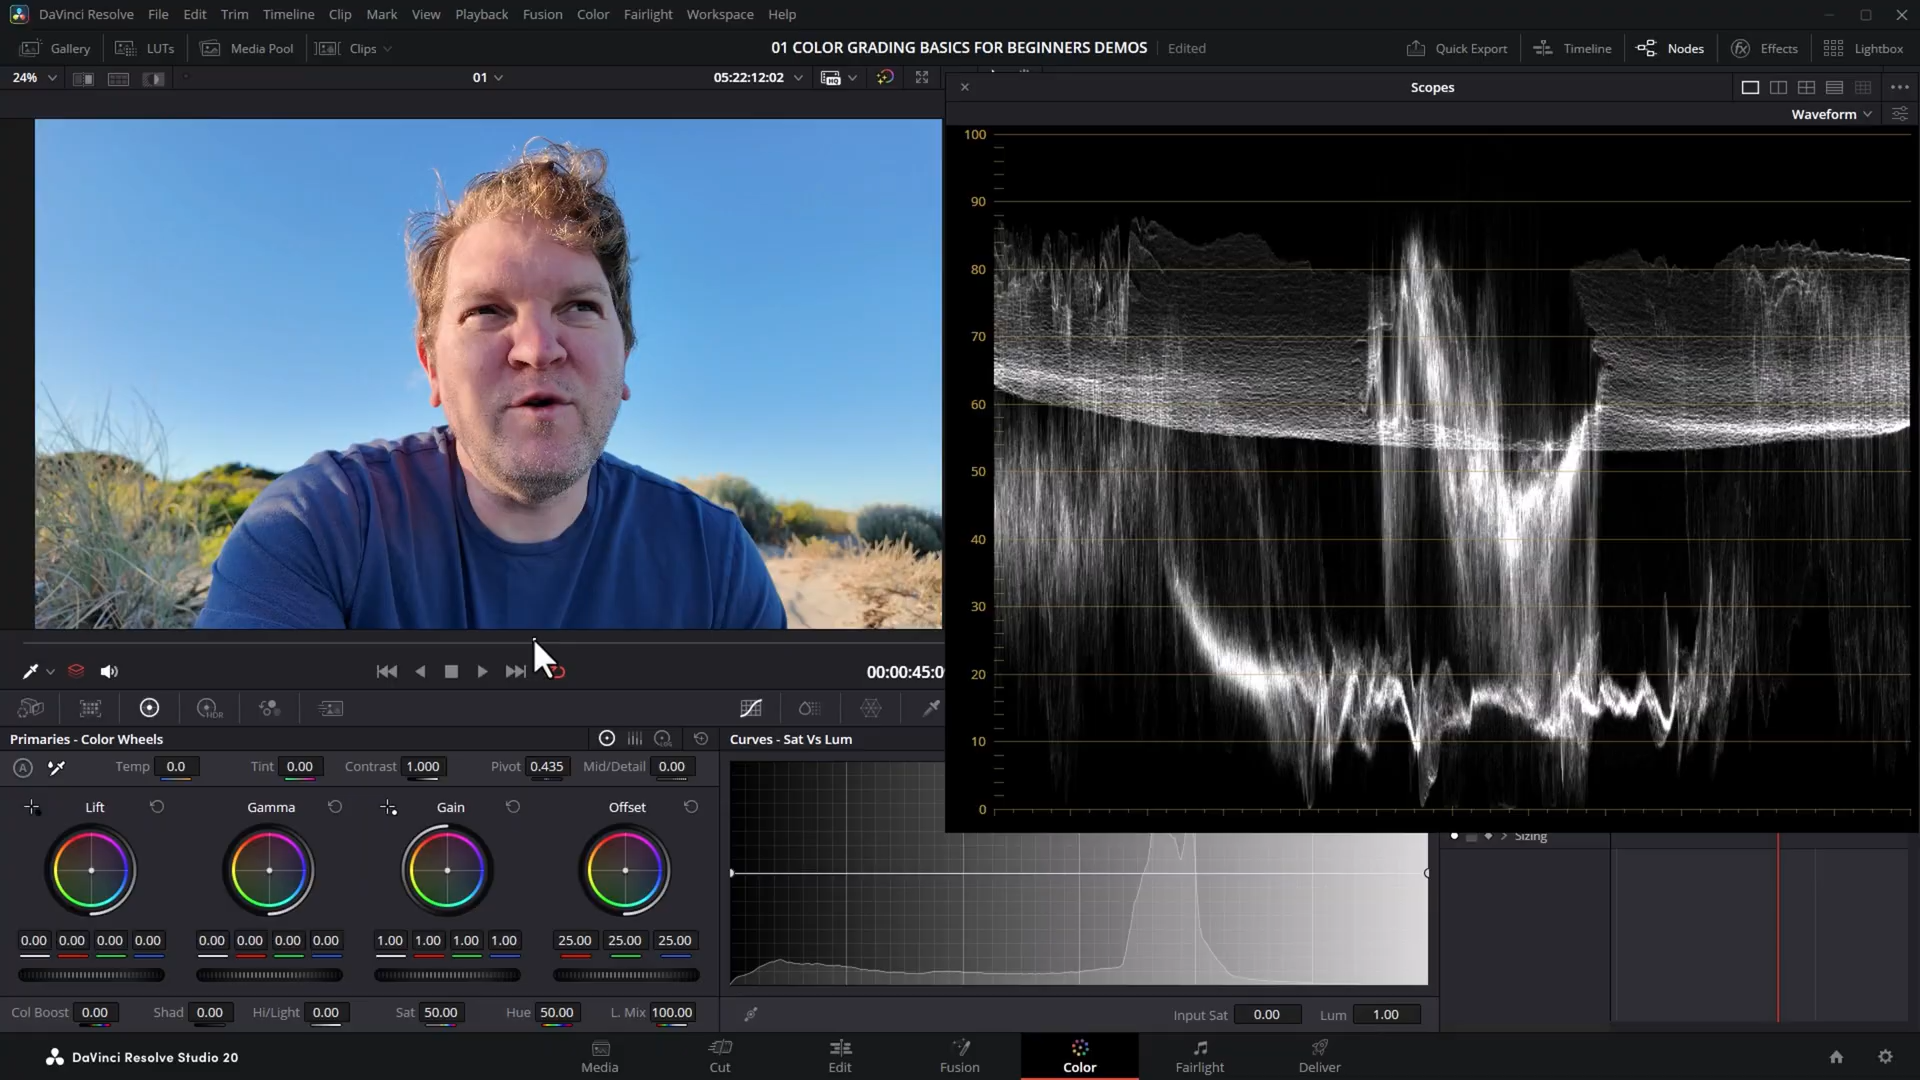 DaVinci Resolve File Edit Trim Timeline Clip Mark View Playback Fusion Color Fairlight Workspace Help
Gallery LUTs Media Pool Clips 01 COLOR GRADING BASICS FOR BEGINNERS DEMOS Edited Quick Export Timeline Nodes Effects Lightbox
24% 01 05:22:12:02
Scopes
Waveform
100
90
80
70
60
50
40
30
20
10
0
00:00:45:0
Primaries - Color Wheels
Curves - Sat Vs Lum
A Temp 0.0 Tint 0.00 Contrast 1.000 Pivot 0.435 Mid/Detail 0.00
Lift Gamma Gain Offset
Sizing
0.00 0.00 0.00 0.00 0.00 0.00 0.00 0.00 1.00 1.00 1.00 1.00 25.00 25.00 25.00
Col Boost 0.00 Shad 0.00 Hi/Light 0.00 Sat 50.00 Hue 50.00 L. Mix 100.00
Input Sat 0.00 Lum 1.00
DaVinci Resolve Studio 20
Media Cut Edit Fusion Color Fairlight Deliver